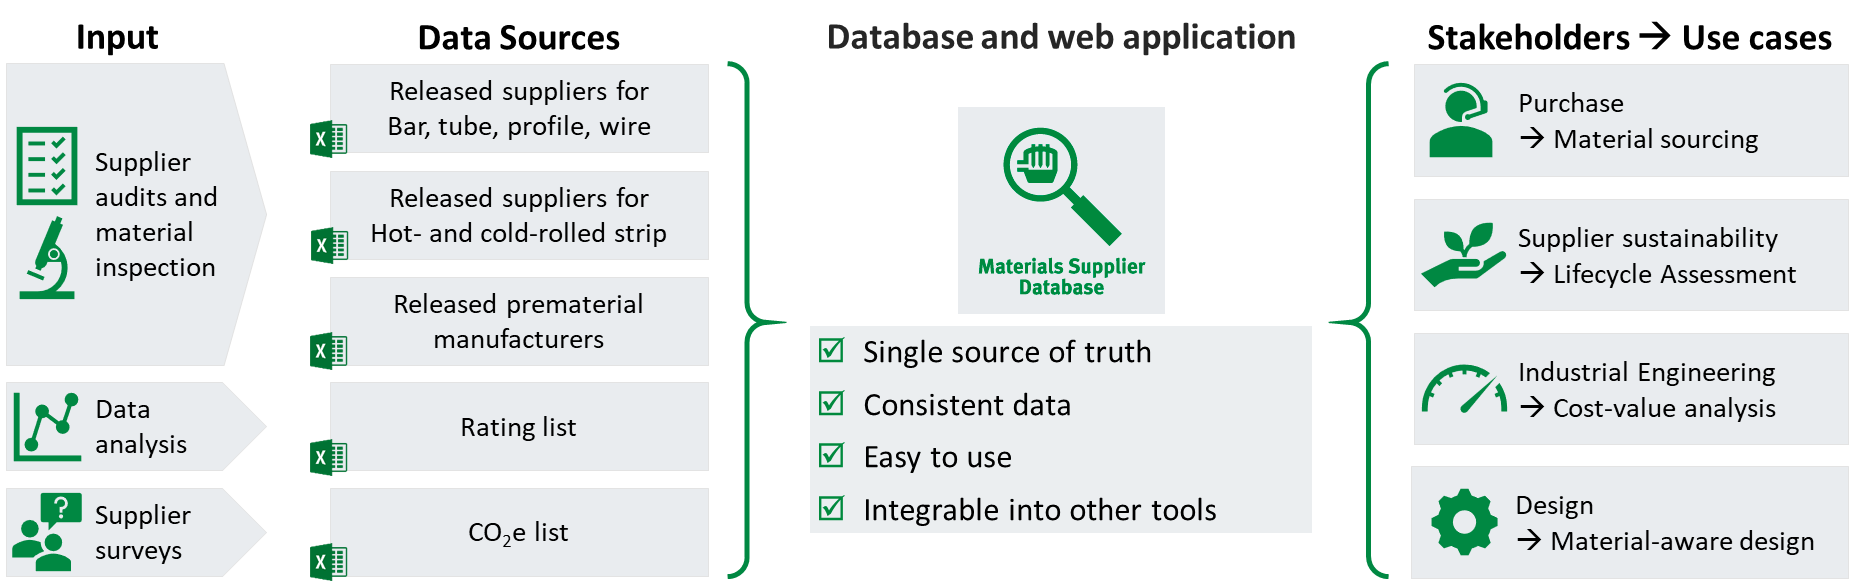 Input
Supplier
audits and
material
inspection
Data
analysis
?
Supplier
surveys
Data Sources
Released suppliers for
Bar, tube, profile, wire
X
Released suppliers for
Hot- and cold-rolled strip
X
Released prematerial
manufacturers
X
Rating list
X
CO₂e list
X
Database and web application
Materials Supplier
Database
Single source of truth
Consistent data
Easy to use
Integrable into other tools
Stakeholders → Use cases
Purchase
→ Material sourcing
Supplier sustainability
→ Lifecycle Assessment
Industrial Engineering
→ Cost-value analysis
Design
→ Material-aware design